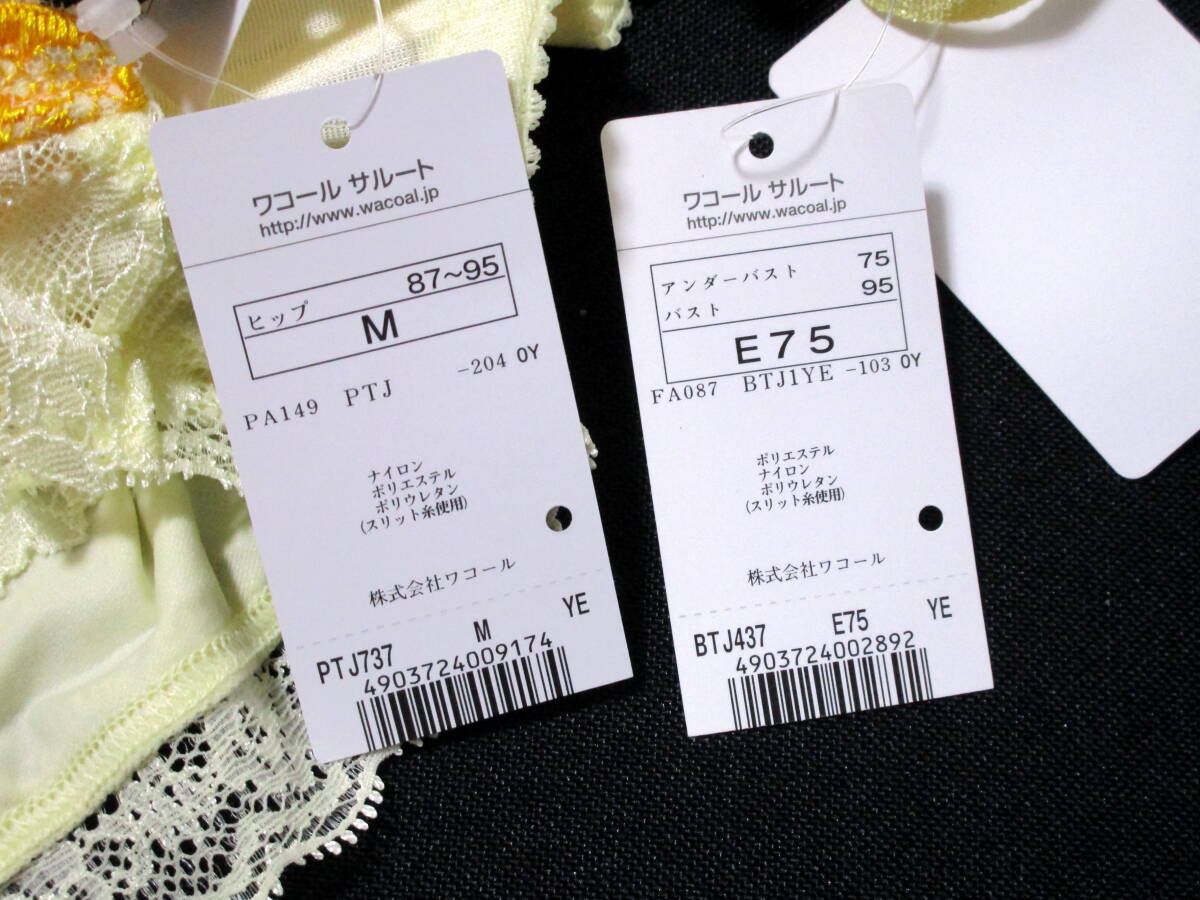 ワコール サルート
http://www.wacoal.jp
ヒップ 87~95
M
PA149 PTJ -204 OY
ナイロン
ポリエステル
ポリウレタン
(スリット糸使用)
株式会社ワコール
PTJ737 M YE
4903724009174
ワコール サルート
http://www.wacoal.jp
アンダーバスト 75
バスト 95
E75
FA087 BTJ1YE -103 OY
ポリエステル
ナイロン
ポリウレタン
(スリット糸使用)
株式会社ワコール
BTJ437 E75 YE
4903724002892